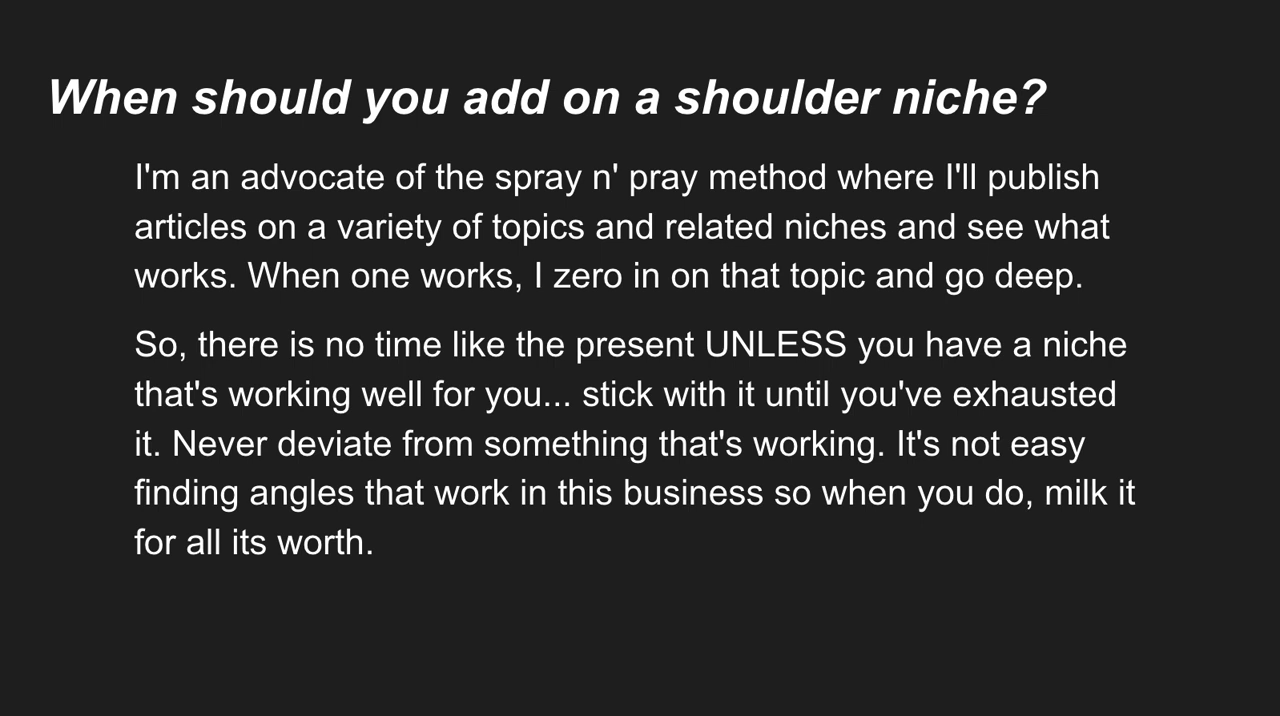 When should you add on a shoulder niche?
I'm an advocate of the spray n' pray method where I'll publish
articles on a variety of topics and related niches and see what
works. When one works, I zero in on that topic and go deep.
So, there is no time like the present UNLESS you have a niche
that's working well for you... stick with it until you've exhausted
it. Never deviate from something that's working. It's not easy
finding angles that work in this business so when you do, milk it
for all its worth.